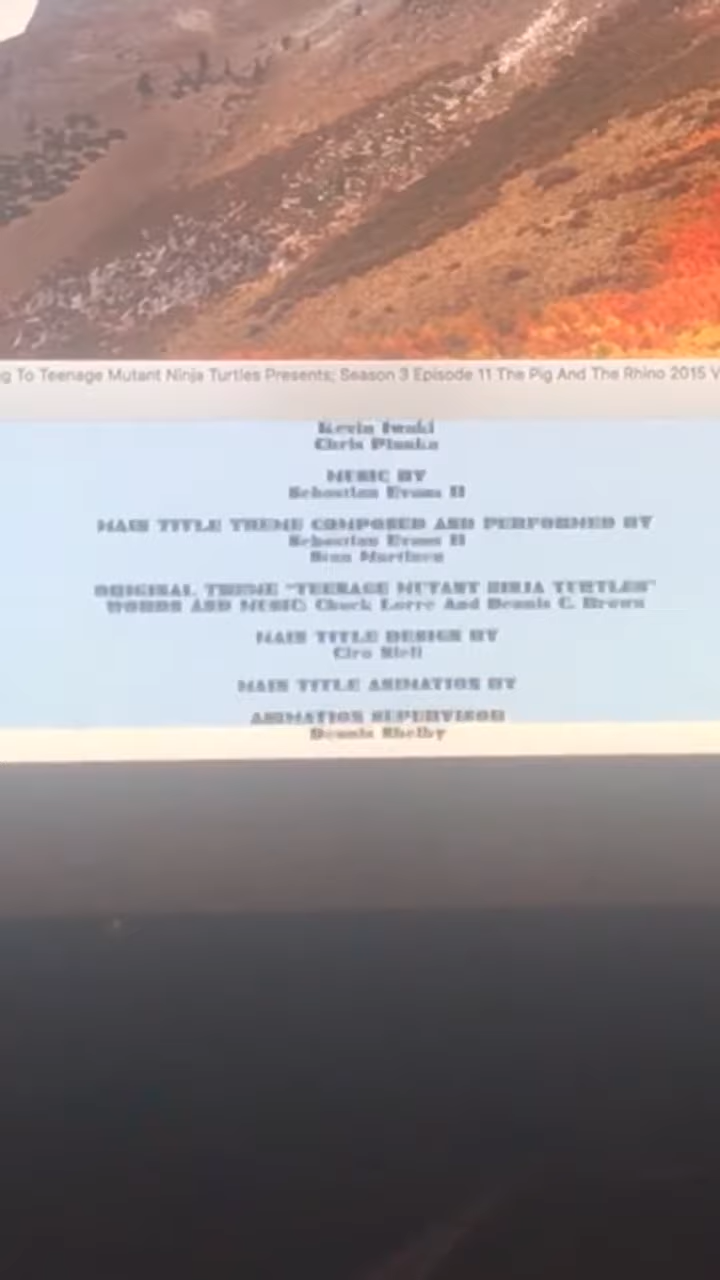 g To Teenage Mutant Ninja Turtles Presents; Season 3 Episode 11 The Pig And The Rhino 2015 V
Kevin Iwaki
Chris
MUSIC BY
Sebastian Evans II
MAIN TITLE THEME COMPOSED AND PERFORMED BY
Sebastian Evans II
Stan Martinez
ORIGINAL THEME "TEENAGE MUTANT NINJA TURTLES"
WORDS AND MUSIC: Chuck Lorre And Dennis C. Brown
MAIN TITLE DESIGN BY
Ciro Nieli
MAIN TITLE ANIMATION BY
ANIMATION SUPERVISOR
Dennis Shelby